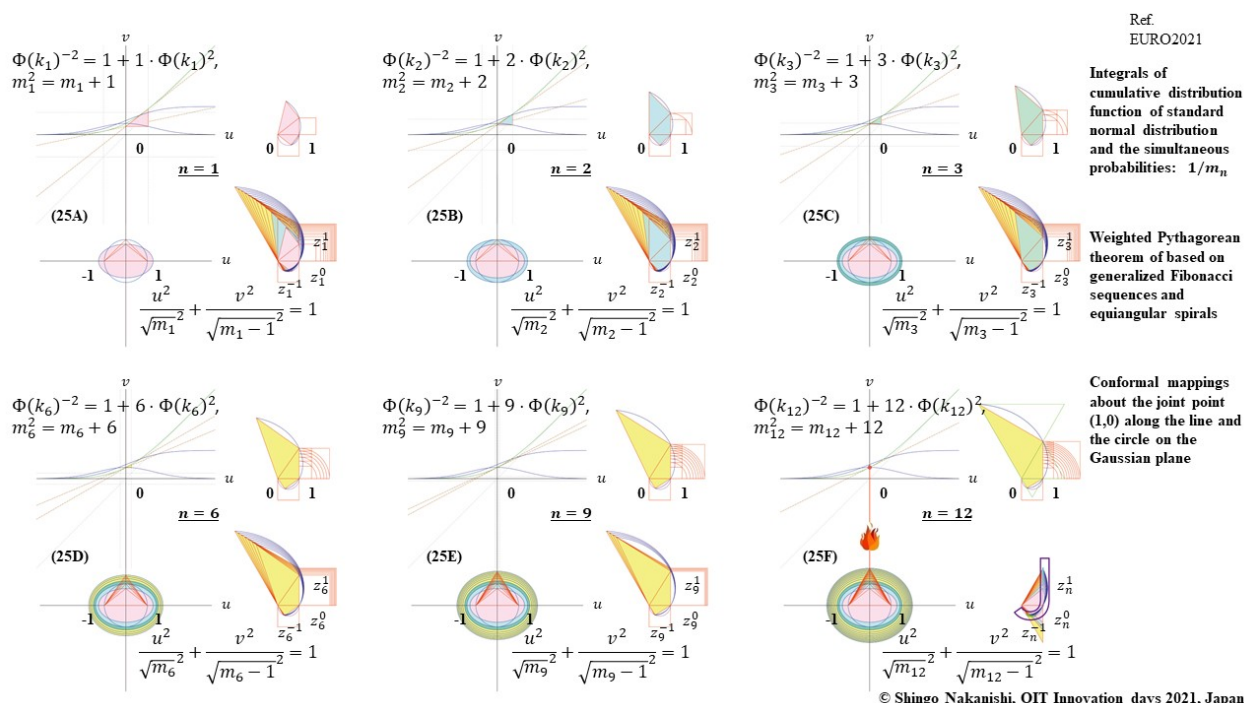 Ref.
EURO2021
v
Φ(k₁)⁻² = 1 + 1 · Φ(k₁)²,
m₁² = m₁ + 1
u
0
0 1
n = 1
(25A)
z₁¹
-1 1 u
z₁⁻¹ z₁⁰
u²/√m₁² + v²/√(m₁ − 1)² = 1
v
Φ(k₂)⁻² = 1 + 2 · Φ(k₂)²,
m₂² = m₂ + 2
u
0
0 1
n = 2
(25B)
z₂¹
-1 1 u
z₂⁻¹ z₂⁰
u²/√m₂² + v²/√(m₂ − 1)² = 1
v
Φ(k₃)⁻² = 1 + 3 · Φ(k₃)²,
m₃² = m₃ + 3
u
0
0 1
n = 3
(25C)
z₃¹
-1 1 u
z₃⁻¹ z₃⁰
u²/√m₃² + v²/√(m₃ − 1)² = 1
Integrals of
cumulative distribution
function of standard
normal distribution
and the simultaneous
probabilities: 1/mₙ
Weighted Pythagorean
theorem of based on
generalized Fibonacci
sequences and
equiangular spirals
v
Φ(k₆)⁻² = 1 + 6 · Φ(k₆)²,
m₆² = m₆ + 6
u
0
0 1
n = 6
(25D)
z₆¹
-1 1 u
z₆⁻¹ z₆⁰
u²/√m₆² + v²/√(m₆ − 1)² = 1
v
Φ(k₉)⁻² = 1 + 9 · Φ(k₉)²,
m₉² = m₉ + 9
u
0
0 1
n = 9
(25E)
z₉¹
-1 1 u
z₉⁻¹ z₉⁰
u²/√m₉² + v²/√(m₉ − 1)² = 1
v
Φ(k₁₂)⁻² = 1 + 12 · Φ(k₁₂)²,
m₁₂² = m₁₂ + 12
u
0
0 1
n = 12
(25F)
zₙ¹
-1 1 u
zₙ⁻¹ zₙ⁰
u²/√m₁₂² + v²/√(m₁₂ − 1)² = 1
Conformal mappings
about the joint point
(1,0) along the line and
the circle on the
Gaussian plane
© Shingo Nakanishi, OIT Innovation days 2021, Japan